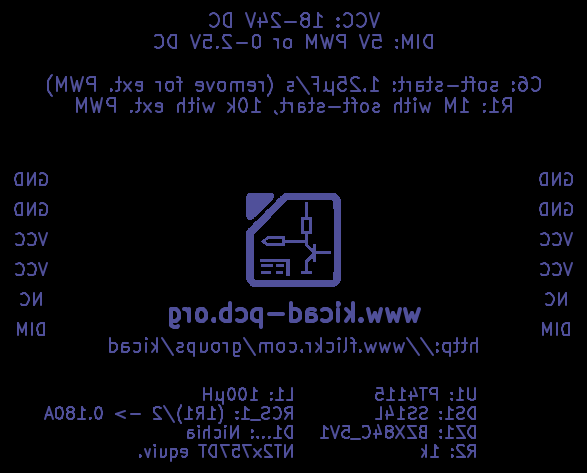 VCC: 18-24V DC
DIM: 5V PWM or 0-2.5V DC
C6: soft-start: 1.25µF/s (remove for ext. PWM)
R1: 1M with soft-start, 10k with ext. PWM
GND GND
GND GND
VCC VCC
VCC VCC
NC NC
DIM DIM
www.kicad-pcb.org
http://www.flickr.com/groups/kicad
U1: PT4115 L1: 100µH
DS1: SS14L RCS_1: (1R1)/2 -> 0.180A
DZ1: BZX84C_5V1 D1...: Nichia
R2: 1k NT2x757DT equiv.